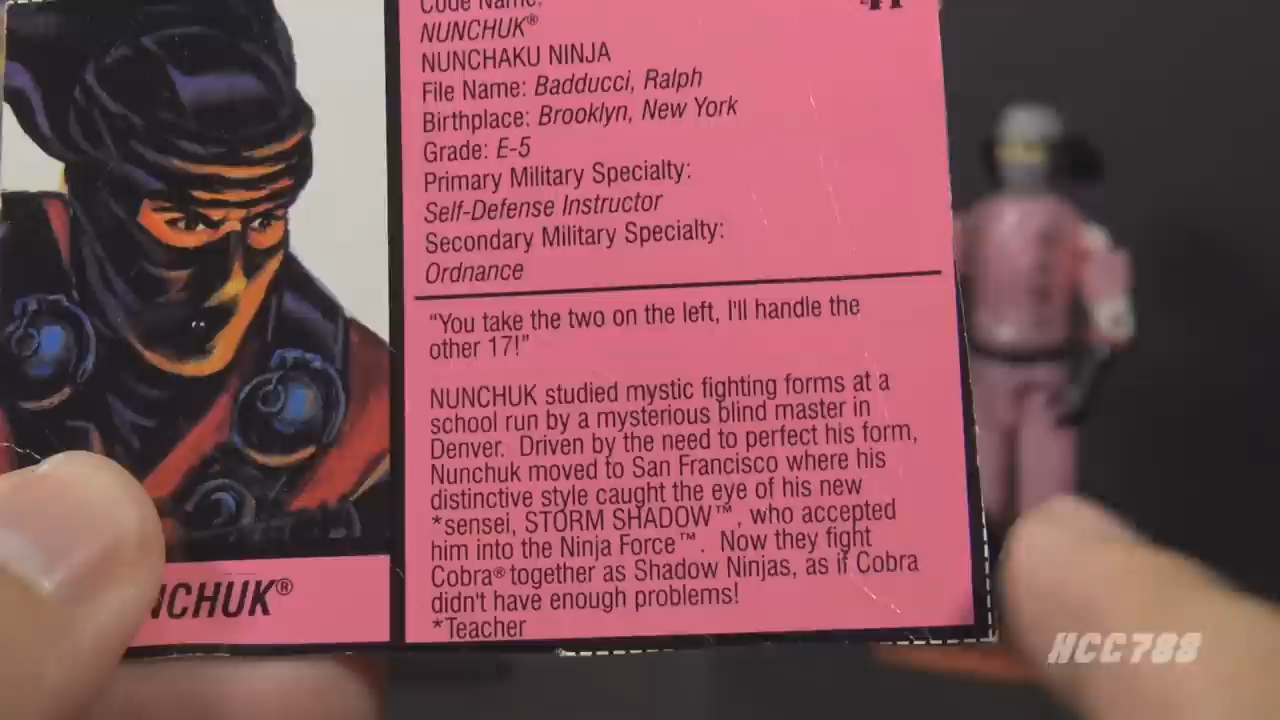 Code Name:
NUNCHUK®
NUNCHAKU NINJA
File Name: Badducci, Ralph
Birthplace: Brooklyn, New York
Grade: E-5
Primary Military Specialty:
Self-Defense Instructor
Secondary Military Specialty:
Ordnance
"You take the two on the left, I'll handle the
other 17!"
NUNCHUK studied mystic fighting forms at a
school run by a mysterious blind master in
Denver. Driven by the need to perfect his form,
Nunchuk moved to San Francisco where his
distinctive style caught the eye of his new
*sensei, STORM SHADOW™, who accepted
him into the Ninja Force™. Now they fight
Cobra® together as Shadow Ninjas, as if Cobra
didn't have enough problems!
*Teacher
NCHUK®
HCC788